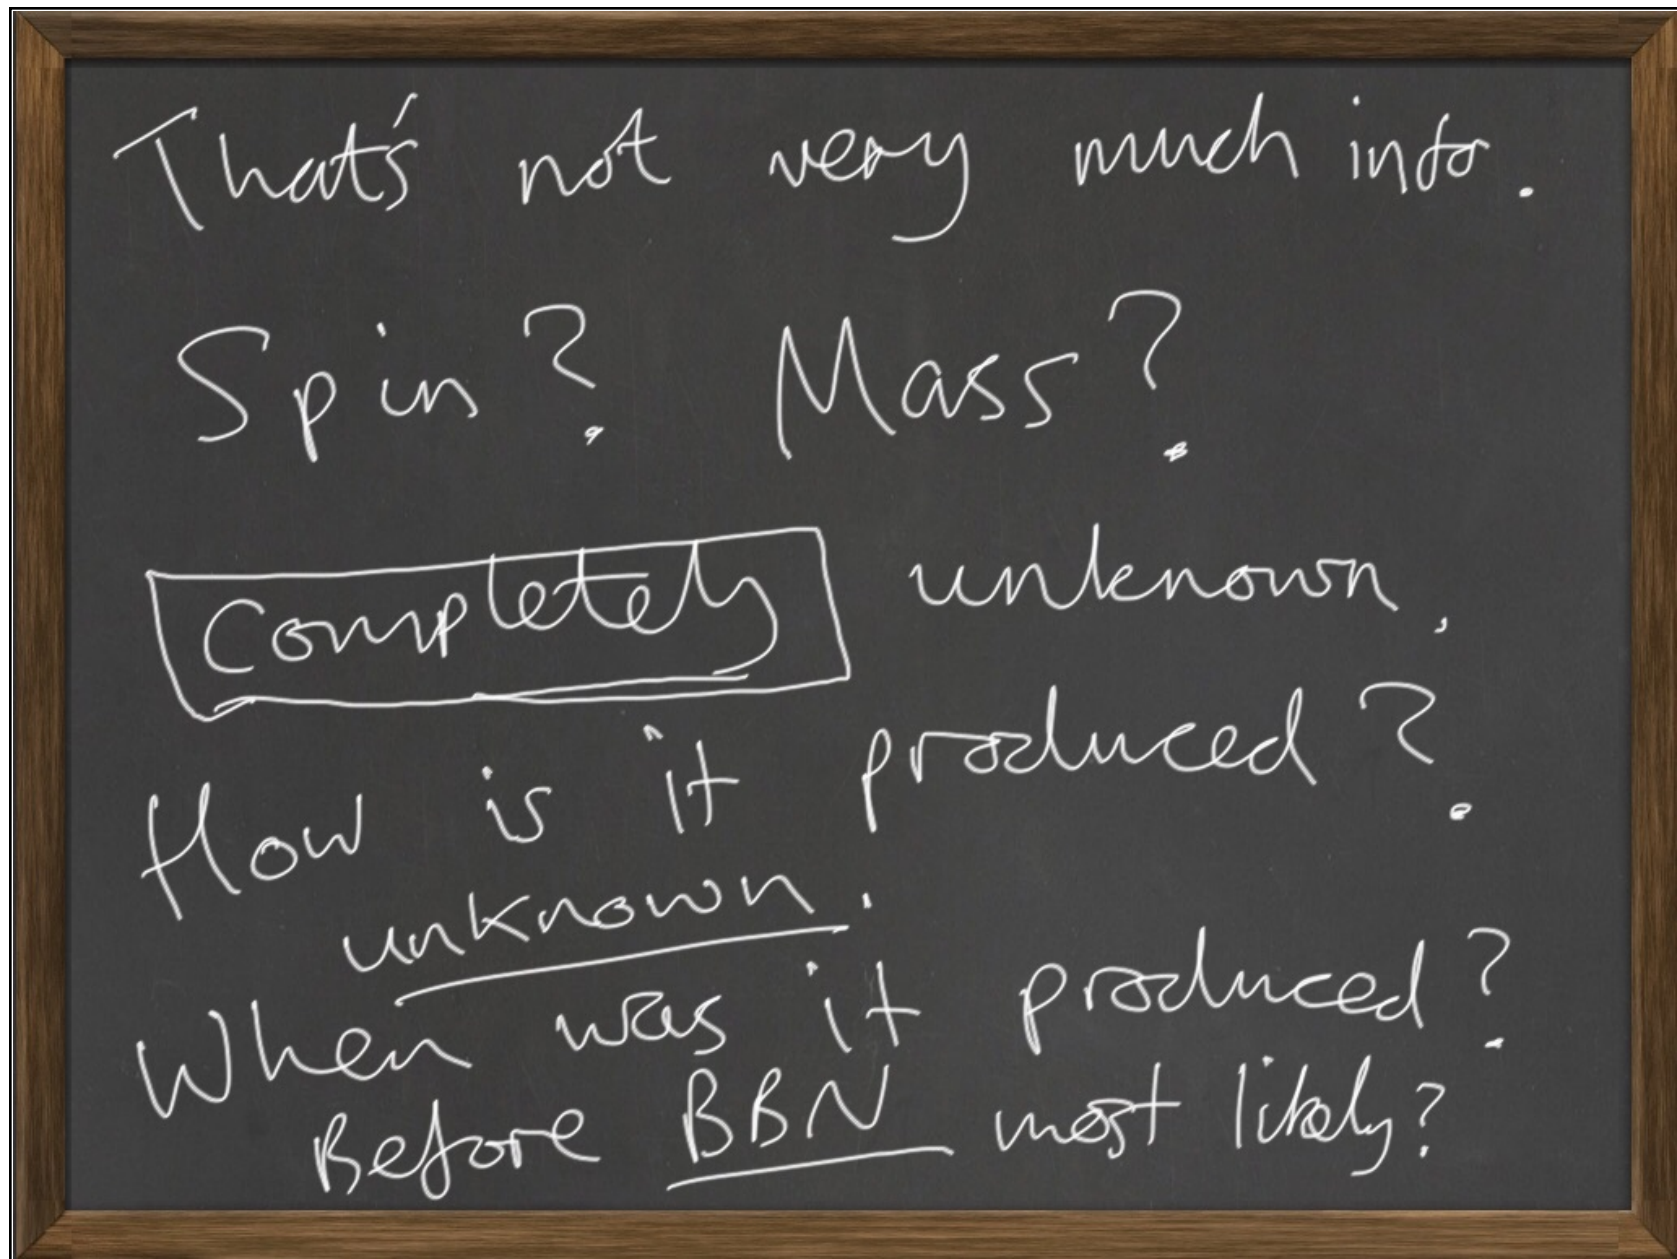 That's not very much info.
Spin? Mass?
Completely unknown.
How is it produced?
unknown.
When was it produced?
Before BBN most likely?